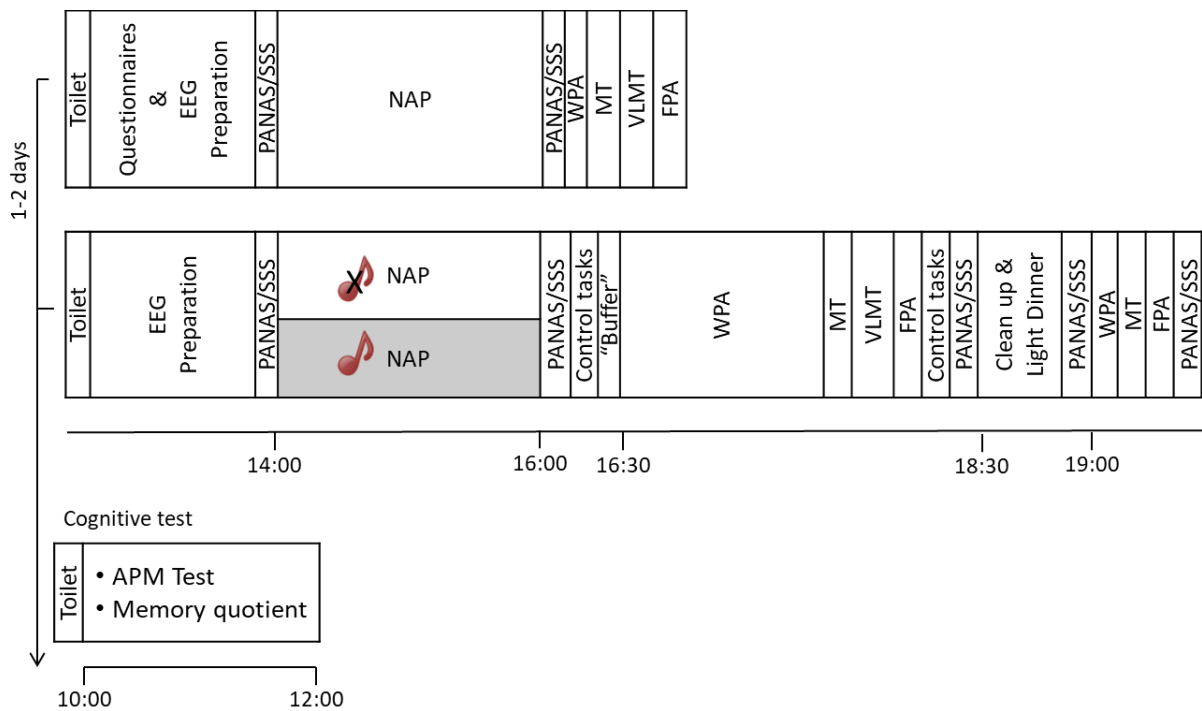 1-2 days
Toilet
Questionnaires
&
EEG
Preparation
PANAS/SSS
NAP
PANAS/SSS
WPA
MT
VLMT
FPA
Toilet
EEG
Preparation
PANAS/SSS
X
NAP
NAP
PANAS/SSS
Control tasks
“Buffer”
WPA
MT
VLMT
FPA
Control tasks
PANAS/SSS
Clean up &
Light Dinner
PANAS/SSS
WPA
MT
FPA
PANAS/SSS
14:00
16:00
16:30
18:30
19:00
Cognitive test
Toilet
• APM Test
• Memory quotient
10:00
12:00